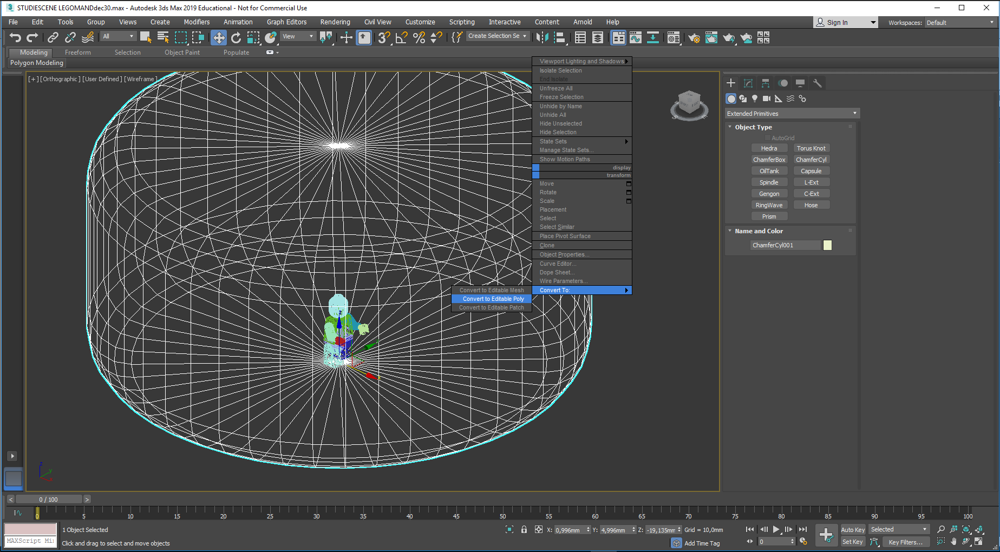 STUDIESCENE LEGOMANDdec30.max - Autodesk 3ds Max 2019 Educational - Not for Commercial Use
File Edit Tools Group Views Create Modifiers Animation Graph Editors Rendering Civil View Customize Scripting Interactive Content Arnold Help
Sign In
Workspaces: Default
All
View
Create Selection Se
Modeling Freeform Selection Object Paint Populate
Polygon Modeling
[+] [Orthographic] [User Defined] [Wireframe]
Viewport Lighting and Shadows
Isolate Selection
End Isolate
Unfreeze All
Freeze Selection
Unhide by Name
Unhide All
Hide Unselected
Hide Selection
State Sets
Manage State Sets...
Show Motion Paths
display
transform
Move
Rotate
Scale
Placement
Select
Select Similar
Place Pivot Surface
Clone
Object Properties...
Curve Editor...
Dope Sheet...
Wire Parameters...
Convert To:
Convert to Editable Mesh
Convert to Editable Poly
Convert to Editable Patch
Extended Primitives
Object Type
AutoGrid
Hedra Torus Knot
ChamferBox ChamferCyl
OilTank Capsule
Spindle L-Ext
Gengon C-Ext
RingWave Hose
Prism
Name and Color
ChamferCyl001
z
y
< 0 / 100 >
0 5 10 15 20 25 30 35 40 45 50 55 60 65 70 75 80 85 90 95 100
1 Object Selected
X: 0,996mm Y: 4,996mm Z: -19,135mm Grid = 10,0mm
Auto Key Selected
MAXScript Mi
Click and drag to select and move objects
Add Time Tag
0
Set Key Key Filters...